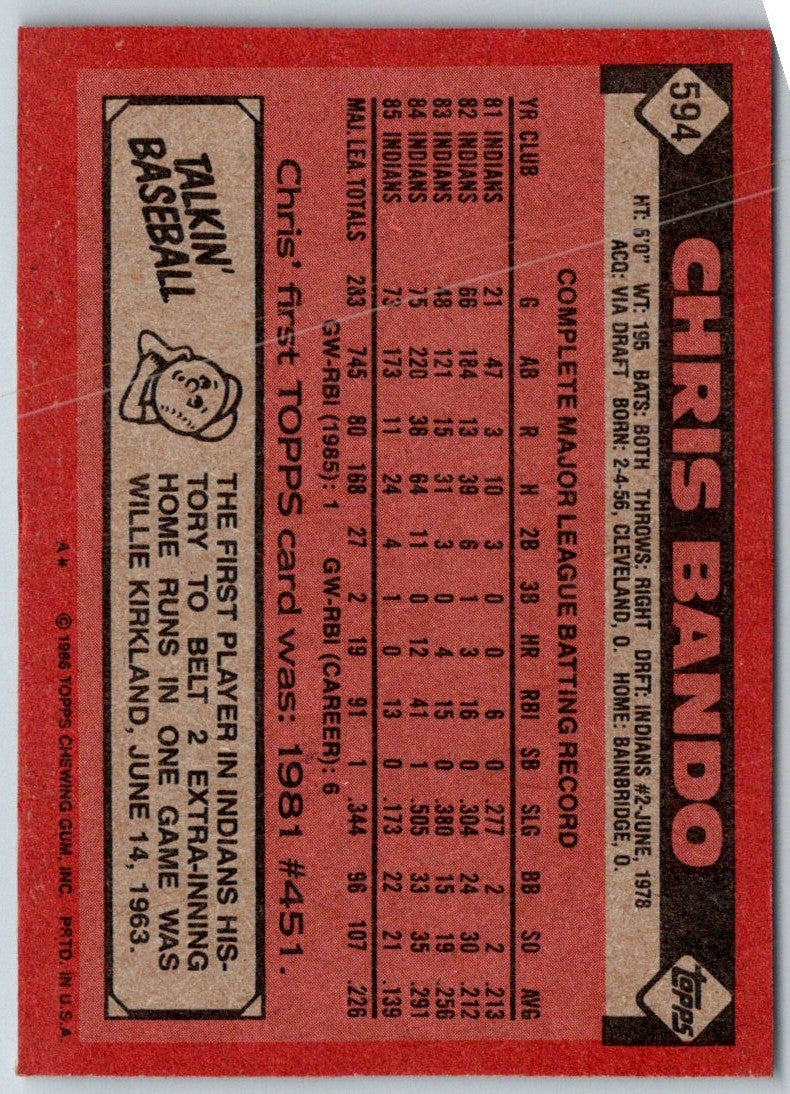 594
CHRIS BANDO
TOPPS
HT: 6'0" WT: 195 BATS: BOTH THROWS: RIGHT DRFT: INDIANS #2-JUNE, 1978
ACQ: VIA DRAFT BORN: 2-4-56, CLEVELAND, O. HOME: BAINBRIDGE, O.
COMPLETE MAJOR LEAGUE BATTING RECORD
YR CLUB G AB R H 2B 3B HR RBI SB SLG BB SO AVG
81 INDIANS 21 47 3 10 3 0 0 6 0 .277 2 2 .213
82 INDIANS 66 184 13 39 6 1 3 16 0 .304 24 30 .212
83 INDIANS 48 121 15 31 3 0 4 15 0 .380 15 19 .256
84 INDIANS 75 220 38 64 11 0 12 41 1 .505 33 35 .291
85 INDIANS 73 173 11 24 4 1 0 13 0 .173 22 21 .139
MAJ. LEA TOTALS 283 745 80 168 27 2 19 91 1 .344 96 107 .226
GW-RBI (1985): 1 GW-RBI (CAREER): 6
Chris' first TOPPS card was: 1981 #451.
TALKIN'
BASEBALL
THE FIRST PLAYER IN INDIANS HIS-
TORY TO BELT 2 EXTRA-INNING
HOME RUNS IN ONE GAME WAS
WILLIE KIRKLAND, JUNE 14, 1963.
A* © 1986 TOPPS CHEWING GUM, INC. PRTD. IN U.S.A.